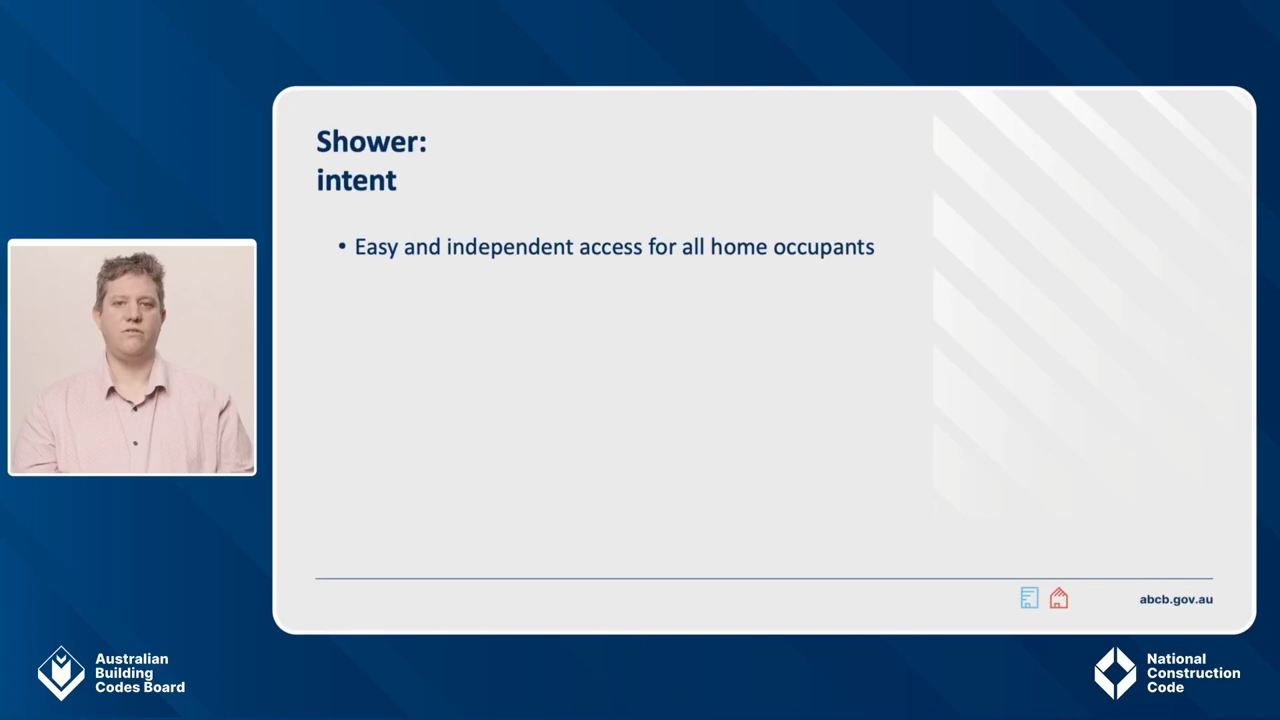 Shower:
intent
• Easy and independent access for all home occupants
abcb.gov.au
Australian
Building
Codes Board
National
Construction
Code